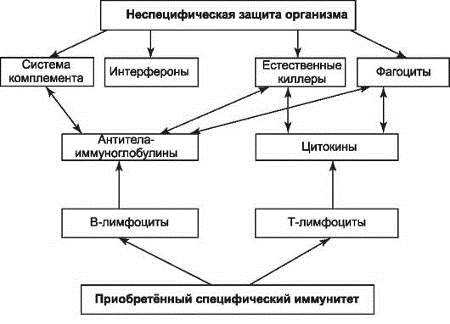 Неспецифическая защита организма
Система
комплемента
Интерфероны
Естественные
киллеры
Фагоциты
Антитела-
иммуноглобулины
Цитокины
В-лимфоциты
Т-лимфоциты
Приобретённый специфический иммунитет